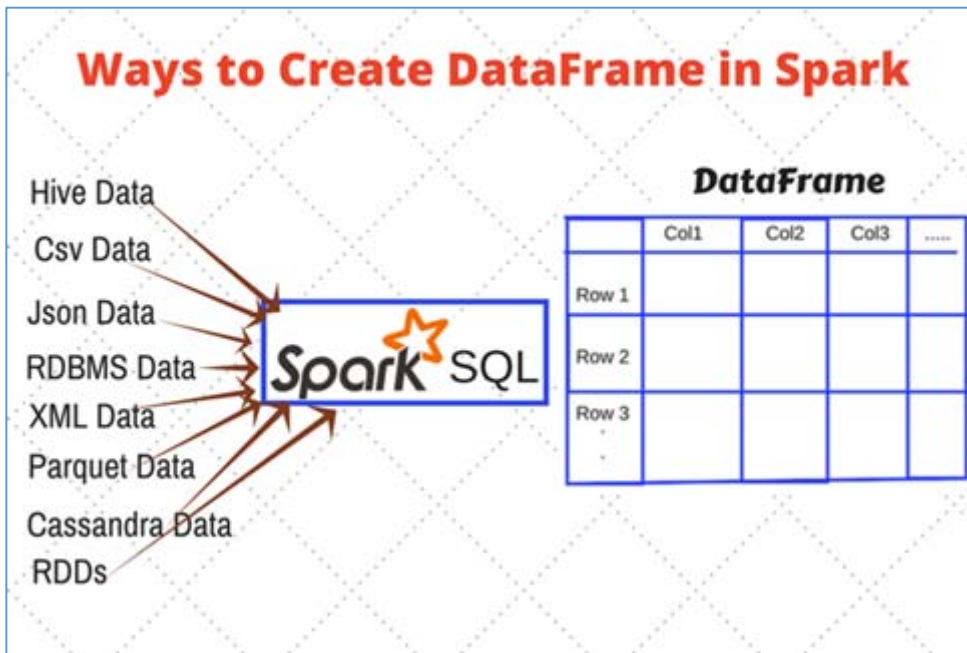 Ways to Create DataFrame in Spark
Hive Data
Csv Data
Json Data
RDBMS Data
XML Data
Parquet Data
Cassandra Data
RDDs
Spark SQL
DataFrame
Col1 Col2 Col3 .....
Row 1
Row 2
Row 3